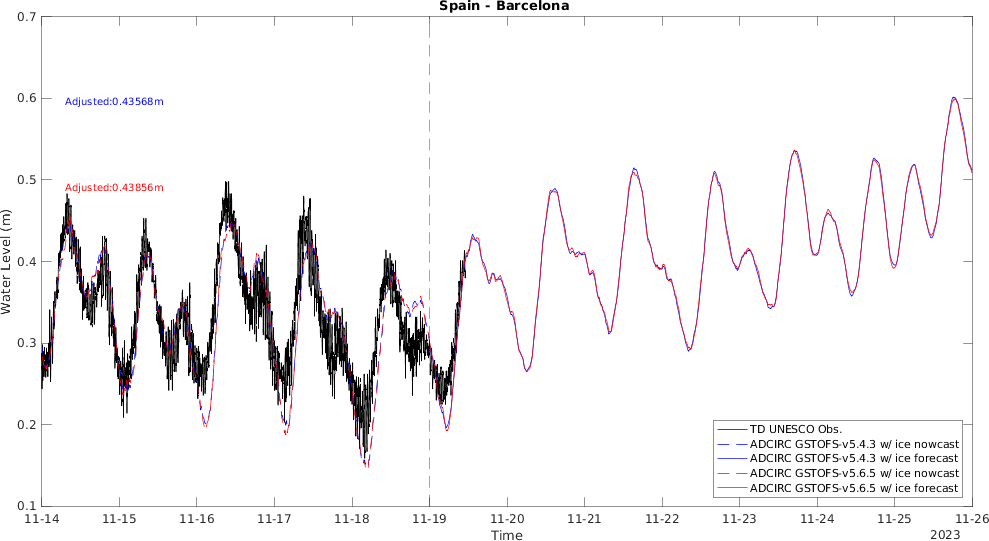 Spain - Barcelona
0.7
0.6
0.5
0.4
0.3
0.2
0.1
Water Level (m)
Adjusted:0.43568m
Adjusted:0.43856m
TD UNESCO Obs.
ADCIRC GSTOFS-v5.4.3 w/ ice nowcast
ADCIRC GSTOFS-v5.4.3 w/ ice forecast
ADCIRC GSTOFS-v5.6.5 w/ ice nowcast
ADCIRC GSTOFS-v5.6.5 w/ ice forecast
11-14 11-15 11-16 11-17 11-18 11-19 11-20 11-21 11-22 11-23 11-24 11-25 11-26
Time
2023